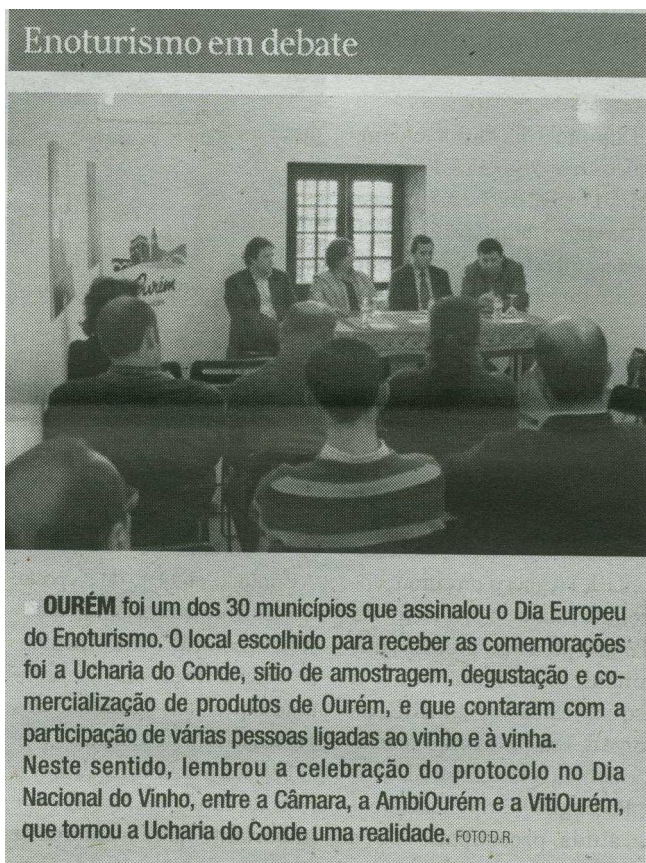 Enoturismo em debate
Ourém
OURÉM foi um dos 30 municípios que assinalou o Dia Europeu
do Enoturismo. O local escolhido para receber as comemorações
foi a Ucharia do Conde, sítio de amostragem, degustação e co-
mercialização de produtos de Ourém, e que contaram com a
participação de várias pessoas ligadas ao vinho e à vinha.
Neste sentido, lembrou a celebração do protocolo no Dia
Nacional do Vinho, entre a Câmara, a AmbiOurém e a VitiOurém,
que tornou a Ucharia do Conde uma realidade. FOTO:D.R.